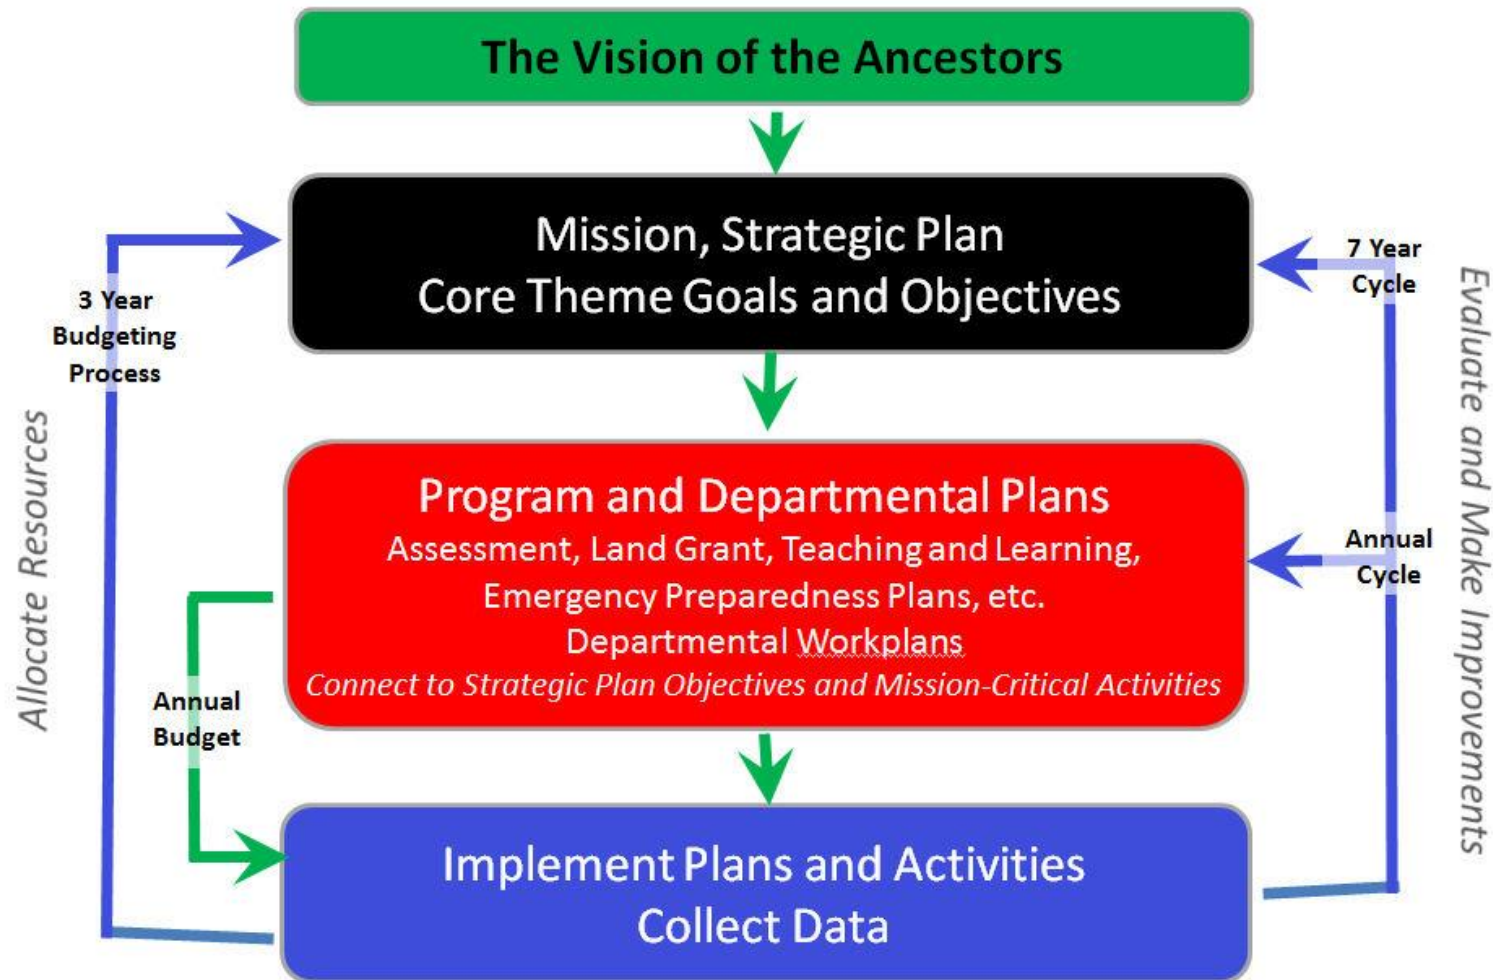 The Vision of the Ancestors
Mission, Strategic Plan
Core Theme Goals and Objectives
3 Year
Budgeting
Process
7 Year
Cycle
Allocate Resources
Evaluate and Make Improvements
Program and Departmental Plans
Assessment, Land Grant, Teaching and Learning,
Emergency Preparedness Plans, etc.
Departmental Workplans
Connect to Strategic Plan Objectives and Mission-Critical Activities
Annual
Cycle
Annual
Budget
Implement Plans and Activities
Collect Data